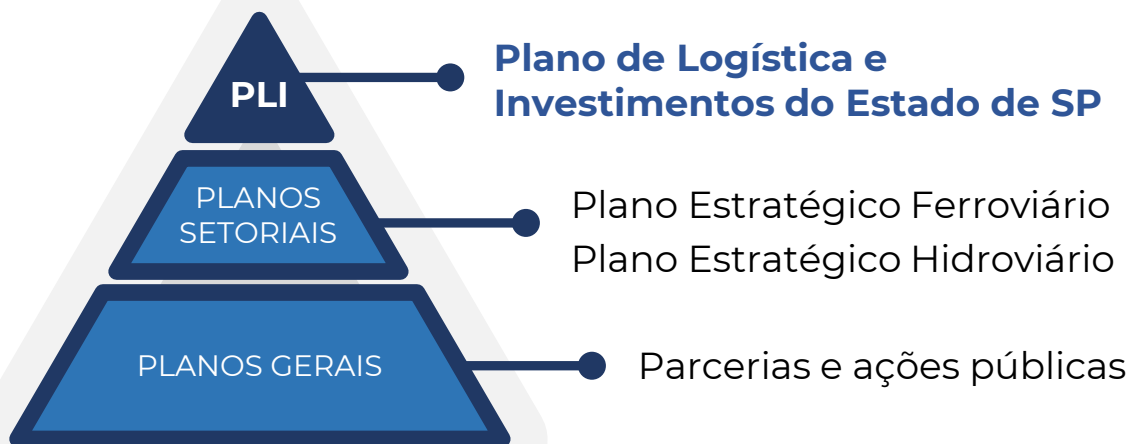 PLI
Plano de Logística e
Investimentos do Estado de SP
PLANOS
SETORIAIS
Plano Estratégico Ferroviário
Plano Estratégico Hidroviário
PLANOS GERAIS
Parcerias e ações públicas